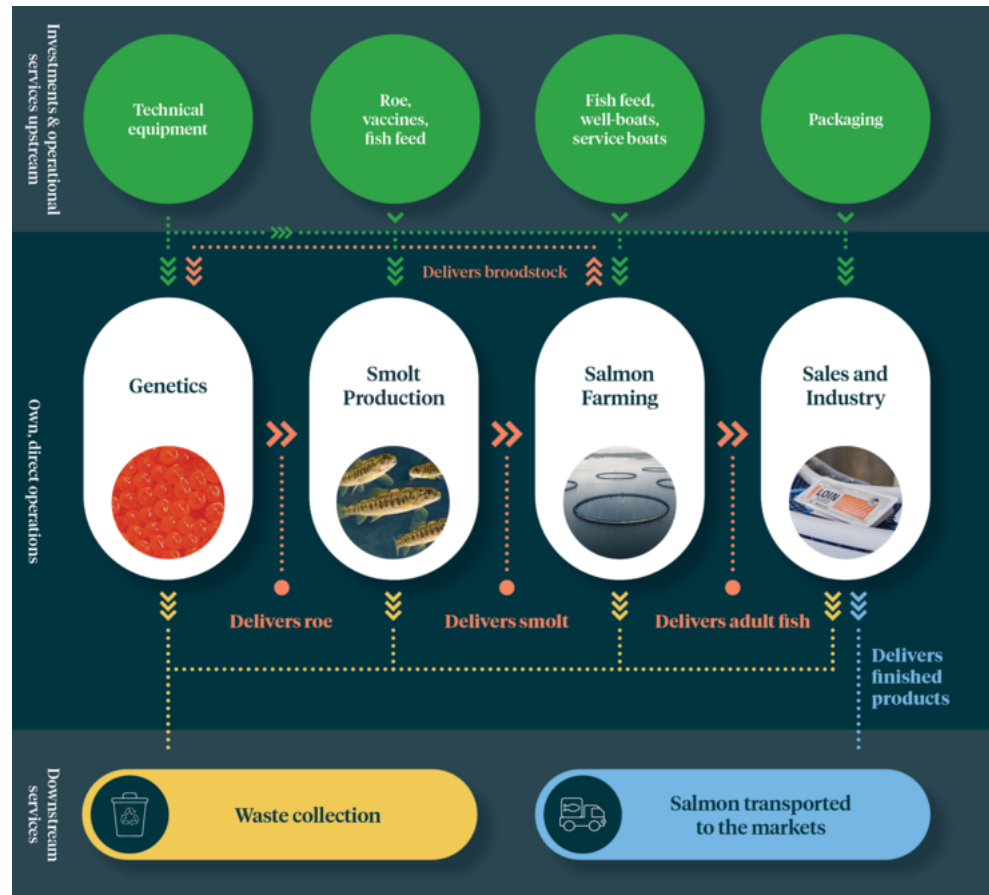 Investments & operational
services upstream
Technical
equipment
Roe,
vaccines,
fish feed
Fish feed,
well-boats,
service boats
Packaging
Own, direct operations
Delivers broodstock
Genetics
Smolt
Production
Salmon
Farming
Sales and
Industry
LOIN
Delivers roe
Delivers smolt
Delivers adult fish
Delivers
finished
products
Downstream
services
Waste collection
Salmon transported
to the markets